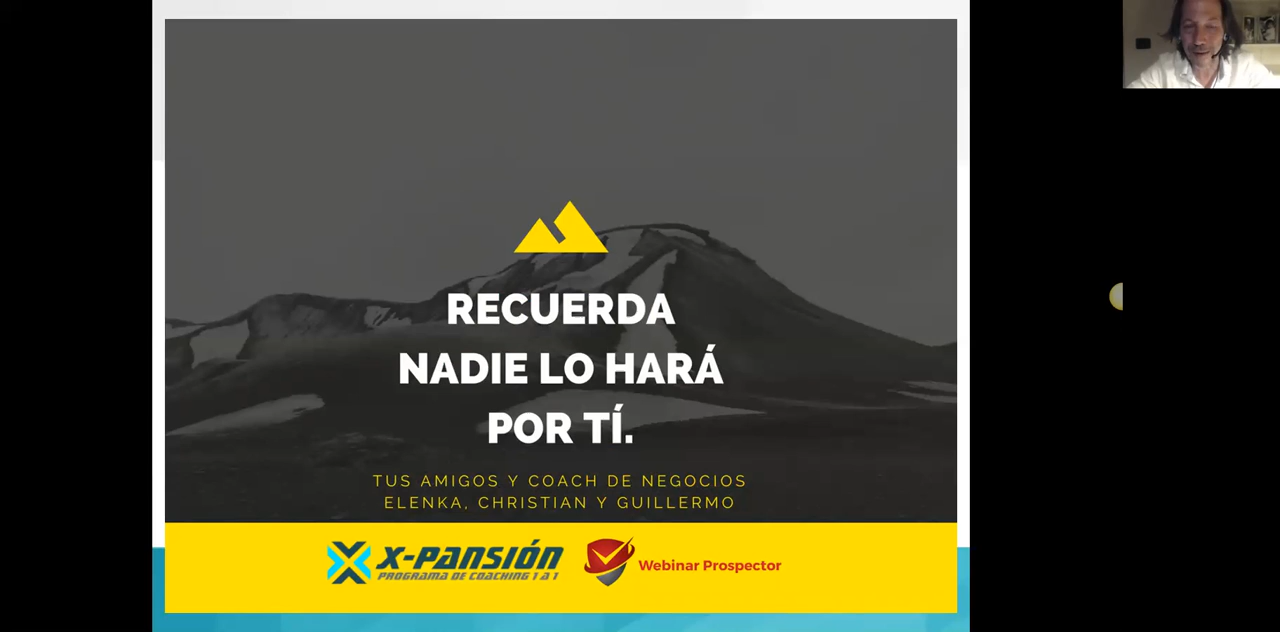 RECUERDA
NADIE LO HARÁ
POR TÍ.
TUS AMIGOS Y COACH DE NEGOCIOS
ELENKA, CHRISTIAN Y GUILLERMO
X-PANSIÓN
PROGRAMA DE COACHING 1 A 1
Webinar Prospector